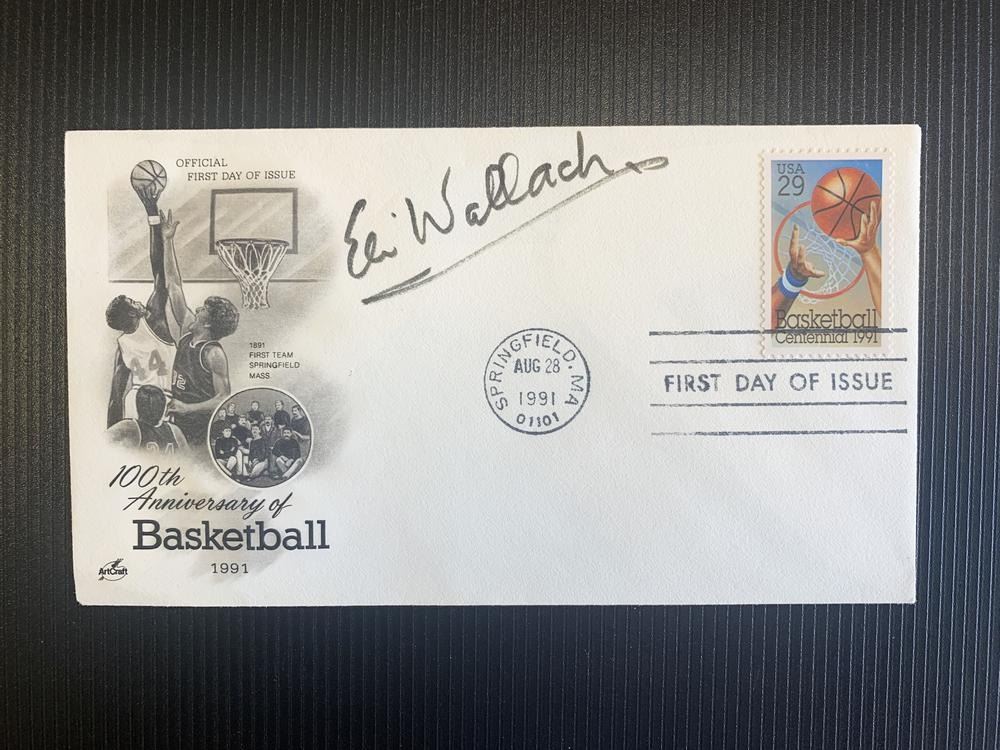 OFFICIAL
FIRST DAY OF ISSUE
Eli Wallach
USA
29
Basketball
Centennial 1991
44
1891
FIRST TEAM
SPRINGFIELD
MASS
SPRINGFIELD, MA
AUG 28
1991
01101
FIRST DAY OF ISSUE
100th
Anniversary of
Basketball
1991
ArtCraft